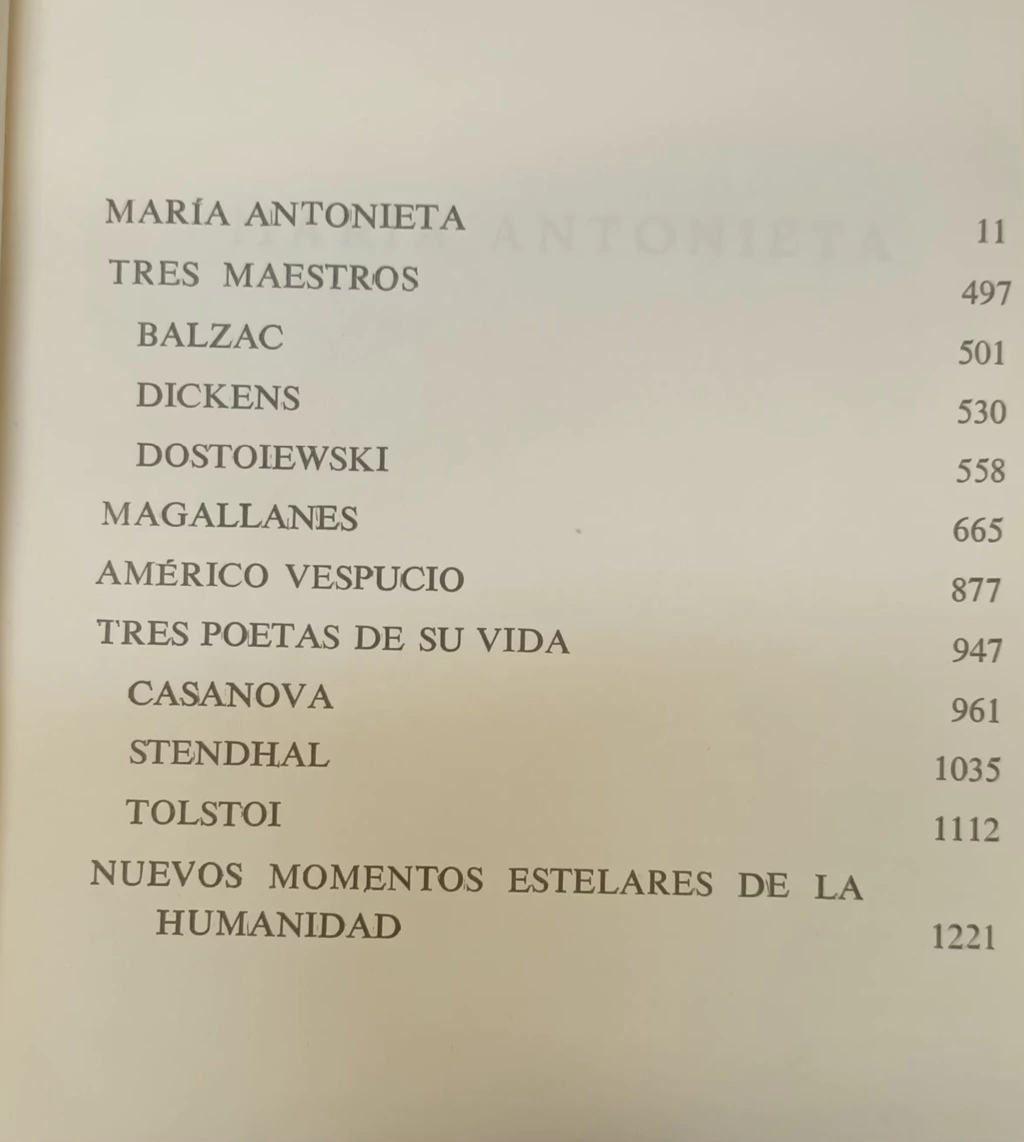 MARÍA ANTONIETA 11
TRES MAESTROS 497
BALZAC 501
DICKENS 530
DOSTOIEWSKI 558
MAGALLANES 665
AMÉRICO VESPUCIO 877
TRES POETAS DE SU VIDA 947
CASANOVA 961
STENDHAL 1035
TOLSTOI 1112
NUEVOS MOMENTOS ESTELARES DE LA
HUMANIDAD 1221